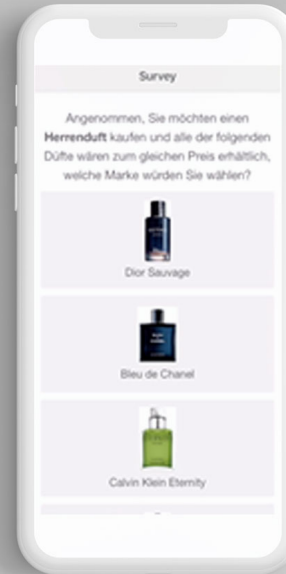 Survey
Angenommen, Sie möchten einen
Herrenduft kaufen und alle der folgenden
Düfte wären zum gleichen Preis erhältlich,
welche Marke würden Sie wählen?
Dior Sauvage
Bleu de Chanel
Calvin Klein Eternity